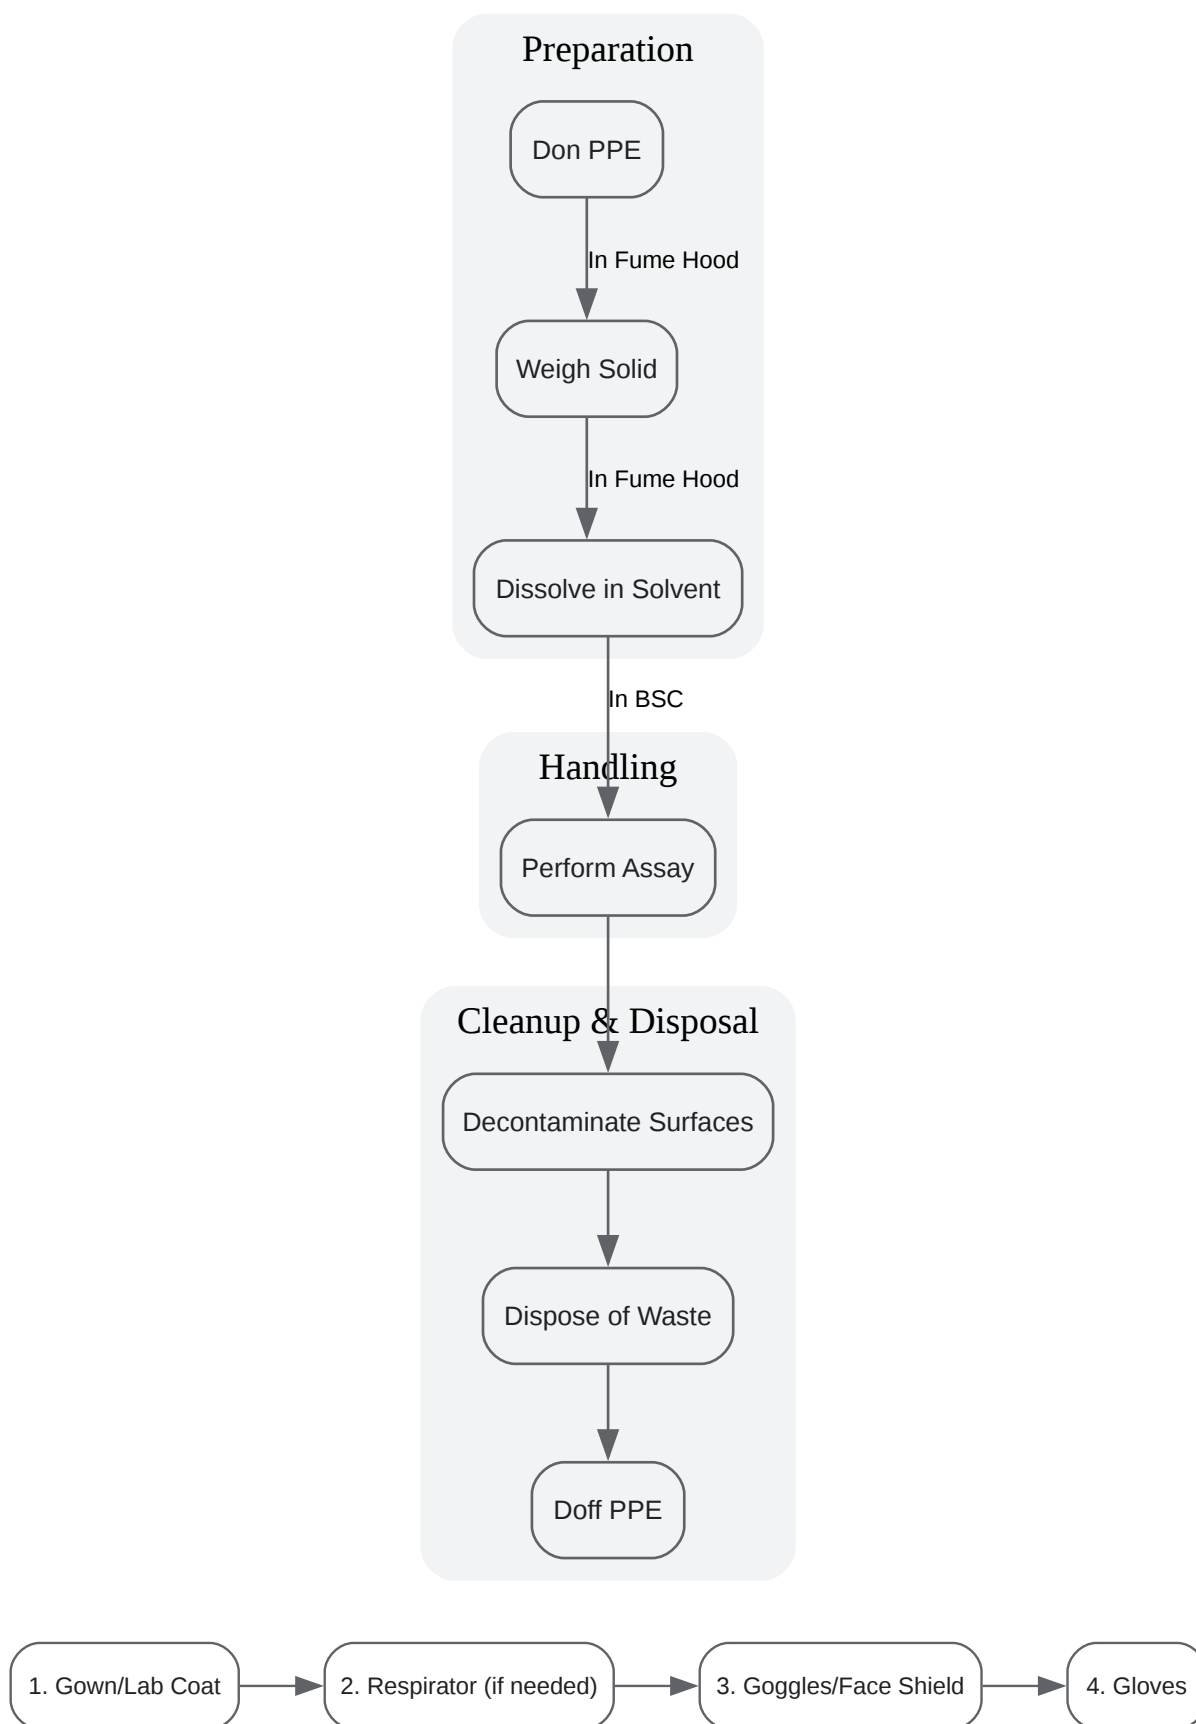 Preparation
Don PPE
In Fume Hood
Weigh Solid
In Fume Hood
Dissolve in Solvent
In BSC
Handling
Perform Assay
Cleanup & Disposal
Decontaminate Surfaces
Dispose of Waste
Doff PPE
1. Gown/Lab Coat
2. Respirator (if needed)
3. Goggles/Face Shield
4. Gloves